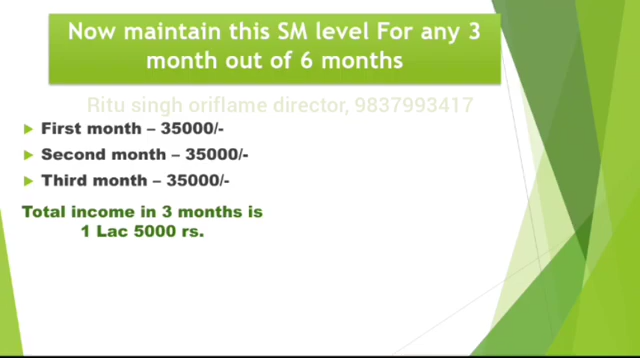 Now maintain this SM level For any 3
month out of 6 months
Ritu singh oriflame director, 9837993417
First month – 35000/-
Second month – 35000/-
Third month – 35000/-
Total income in 3 months is
1 Lac 5000 rs.